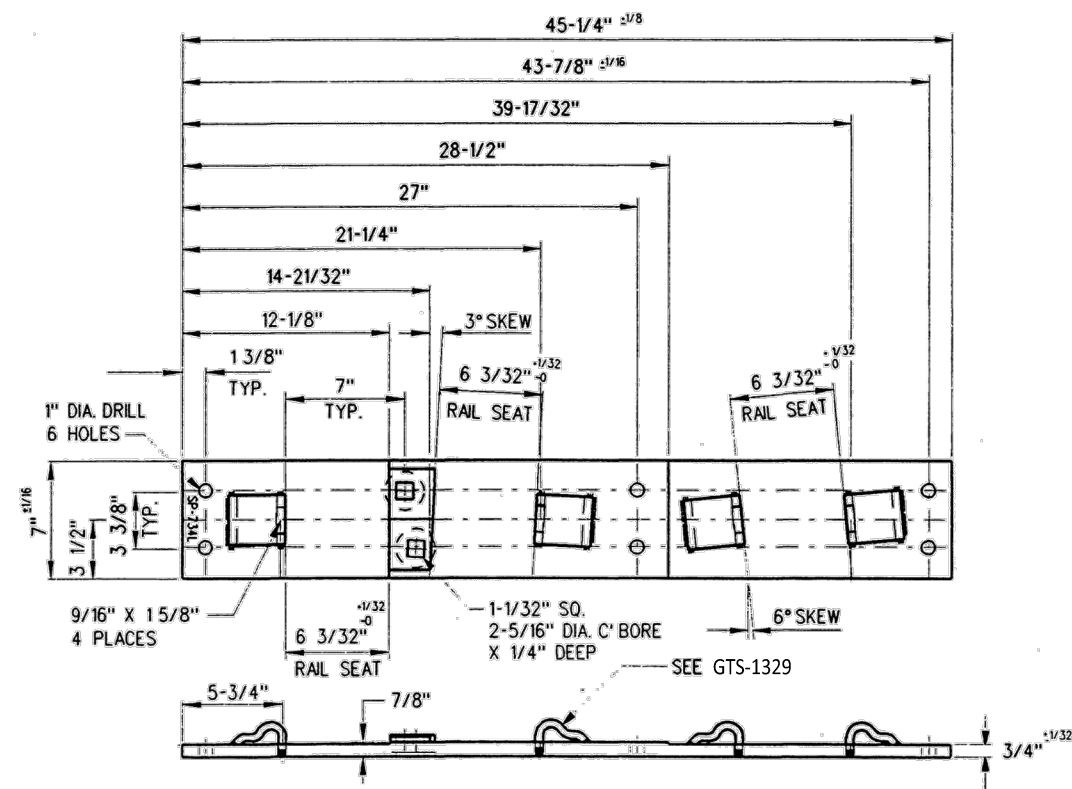 45-1/4" ±1/8
43-7/8" ±1/16
39-17/32"
28-1/2"
27"
21-1/4"
14-21/32"
12-1/8"
3° SKEW
1 3/8"
TYP.
7"
TYP.
6 3/32" +1/32 -0
RAIL SEAT
6 3/32" +1/32 -0
RAIL SEAT
1" DIA. DRILL
6 HOLES
7" ±1/16
3 1/2"
3 3/8"
TYP.
SP-734L
9/16" X 1 5/8"
4 PLACES
6 3/32" +1/32 -0
RAIL SEAT
1-1/32" SQ.
2-5/16" DIA. C'BORE
X 1/4" DEEP
6° SKEW
SEE GTS-1329
5-3/4"
7/8"
3/4" ±1/32